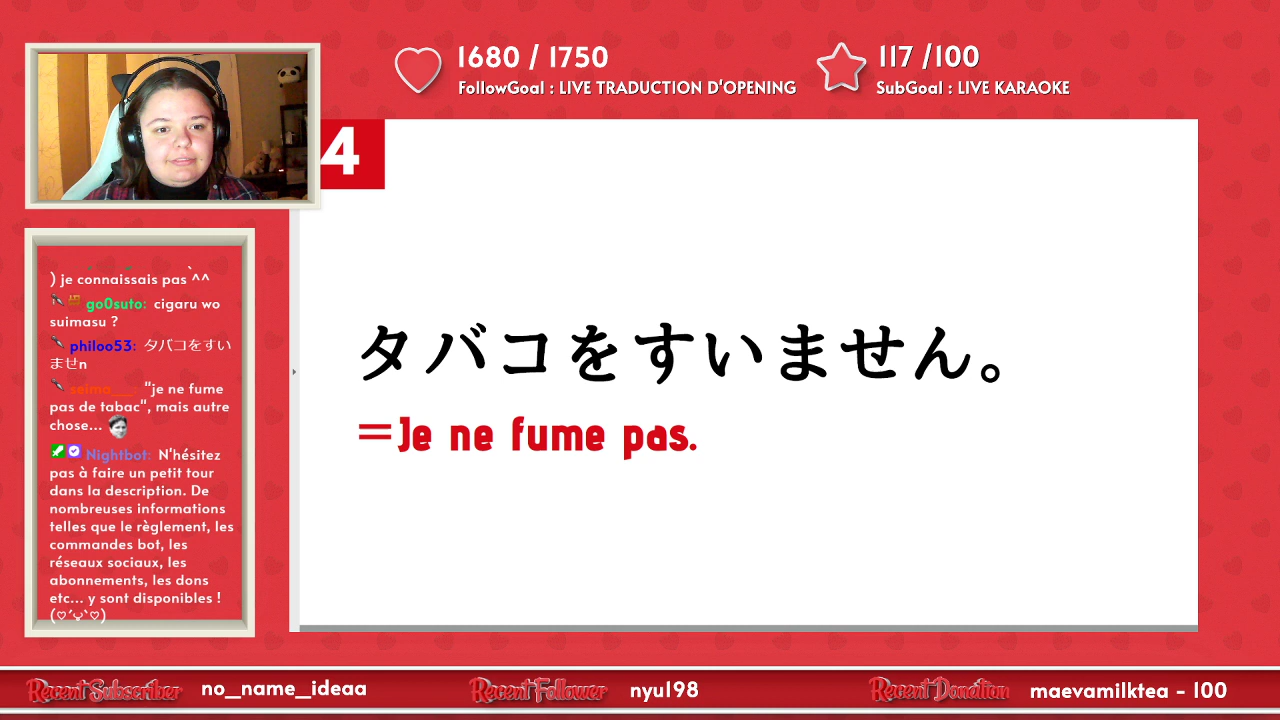 1680 / 1750
FollowGoal : LIVE TRADUCTION D'OPENING
117 /100
SubGoal : LIVE KARAOKE
4
) je connaissais pas ^^
go0suto: cigaru wo
suimasu ?
philoo53: タバコをすい
ませn
seima__: "je ne fume
pas de tabac", mais autre
chose...
Nightbot: N'hésitez
pas à faire un petit tour
dans la description. De
nombreuses informations
telles que le règlement, les
commandes bot, les
réseaux sociaux, les
abonnements, les dons
etc... y sont disponibles !
(♡ˊᴗˋ♡)
タバコをすいません。
=Je ne fume pas.
Recent Subscriber no_name_ideaa
Recent Follower nyu198
Recent Donation maevamilktea - 100